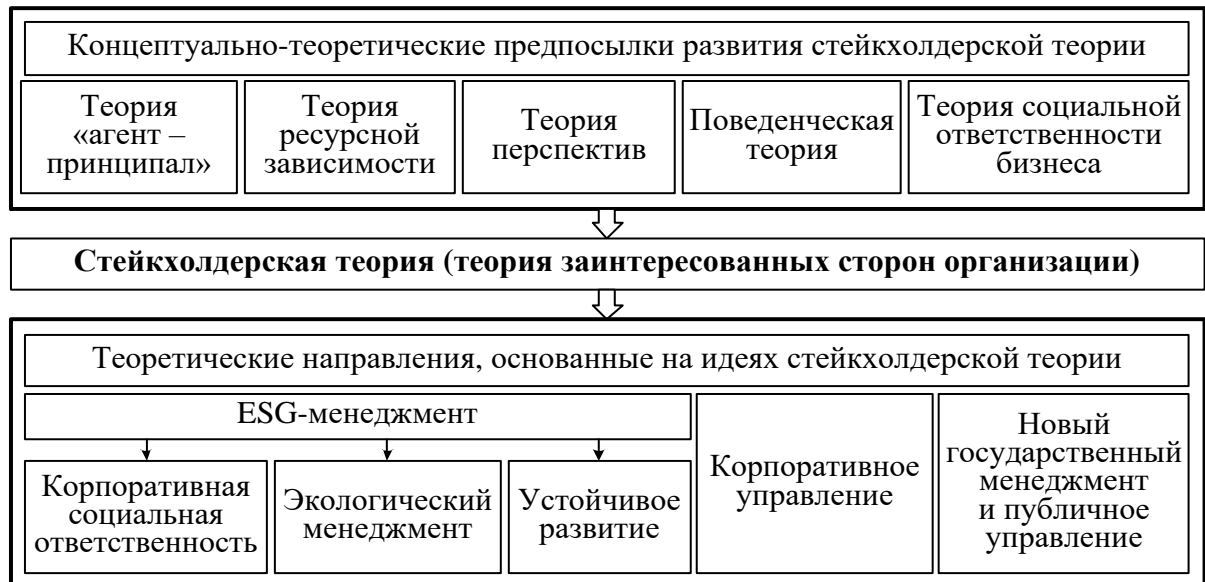 Концептуально-теоретические предпосылки развития стейкхолдерской теории
Теория
«агент –
принципал»
Теория
ресурсной
зависимости
Теория
перспектив
Поведенческая
теория
Теория социальной
ответственности
бизнеса
Стейкхолдерская теория (теория заинтересованных сторон организации)
Теоретические направления, основанные на идеях стейкхолдерской теории
ESG-менеджмент
Корпоративная
социальная
ответственность
Экологический
менеджмент
Устойчивое
развитие
Корпоративное
управление
Новый
государственный
менеджмент
и публичное
управление